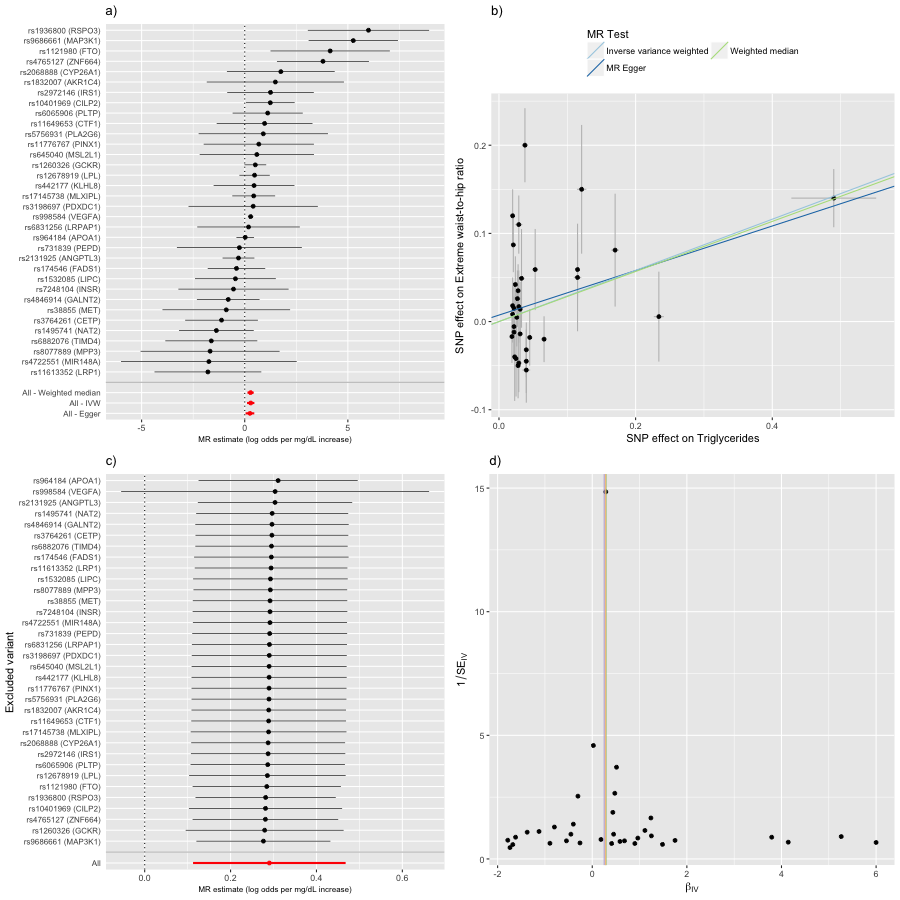 a)
rs1936800 (RSPO3)
rs9686661 (MAP3K1)
rs1121980 (FTO)
rs4765127 (ZNF664)
rs2068888 (CYP26A1)
rs1832007 (AKR1C4)
rs2972146 (IRS1)
rs10401969 (CILP2)
rs6065906 (PLTP)
rs11649653 (CTF1)
rs5756931 (PLA2G6)
rs11776767 (PINX1)
rs645040 (MSL2L1)
rs1260326 (GCKR)
rs12678919 (LPL)
rs442177 (KLHL8)
rs17145738 (MLXIPL)
rs3198697 (PDXDC1)
rs998584 (VEGFA)
rs6831256 (LRPAP1)
rs964184 (APOA1)
rs731839 (PEPD)
rs2131925 (ANGPTL3)
rs174546 (FADS1)
rs1532085 (LIPC)
rs7248104 (INSR)
rs4846914 (GALNT2)
rs38855 (MET)
rs3764261 (CETP)
rs1495741 (NAT2)
rs6882076 (TIMD4)
rs8077889 (MPP3)
rs4722551 (MIR148A)
rs11613352 (LRP1)
All - Weighted median
All - IVW
All - Egger
-5 0 5
MR estimate (log odds per mg/dL increase)
b)
MR Test
Inverse variance weighted
Weighted median
MR Egger
SNP effect on Extreme waist-to-hip ratio
0.2
0.1
0.0
-0.1
0.0 0.2 0.4
SNP effect on Triglycerides
c)
Excluded variant
rs964184 (APOA1)
rs998584 (VEGFA)
rs2131925 (ANGPTL3)
rs1495741 (NAT2)
rs4846914 (GALNT2)
rs3764261 (CETP)
rs6882076 (TIMD4)
rs174546 (FADS1)
rs11613352 (LRP1)
rs1532085 (LIPC)
rs8077889 (MPP3)
rs38855 (MET)
rs7248104 (INSR)
rs4722551 (MIR148A)
rs731839 (PEPD)
rs6831256 (LRPAP1)
rs3198697 (PDXDC1)
rs645040 (MSL2L1)
rs442177 (KLHL8)
rs11776767 (PINX1)
rs5756931 (PLA2G6)
rs1832007 (AKR1C4)
rs11649653 (CTF1)
rs17145738 (MLXIPL)
rs2068888 (CYP26A1)
rs2972146 (IRS1)
rs6065906 (PLTP)
rs12678919 (LPL)
rs1121980 (FTO)
rs1936800 (RSPO3)
rs10401969 (CILP2)
rs4765127 (ZNF664)
rs1260326 (GCKR)
rs9686661 (MAP3K1)
All
0.0 0.2 0.4 0.6
MR estimate (log odds per mg/dL increase)
d)
1/SE_IV
15
10
5
0
-2 0 2 4 6
β_IV